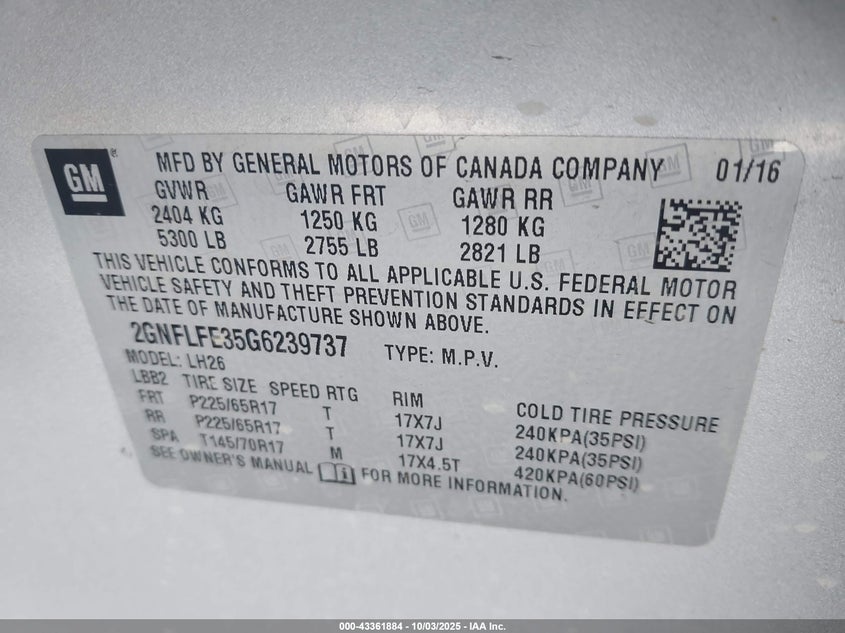 GM
MFD BY GENERAL MOTORS OF CANADA COMPANY 01/16
GVWR GAWR FRT GAWR RR
2404 KG 1250 KG 1280 KG
5300 LB 2755 LB 2821 LB
THIS VEHICLE CONFORMS TO ALL APPLICABLE U.S. FEDERAL MOTOR
VEHICLE SAFETY AND THEFT PREVENTION STANDARDS IN EFFECT ON
THE DATE OF MANUFACTURE SHOWN ABOVE.
2GNFLFE35G6239737 TYPE: M.P.V.
MODEL: LH26
LBB2 TIRE SIZE SPEED RTG RIM COLD TIRE PRESSURE
FRT P225/65R17 T 17X7J 240KPA(35PSI)
RR P225/65R17 T 17X7J 240KPA(35PSI)
SPA T145/70R17 M 17X4.5T 420KPA(60PSI)
SEE OWNER'S MANUAL FOR MORE INFORMATION.
000-43361884 - 10/03/2025 - IAA Inc.